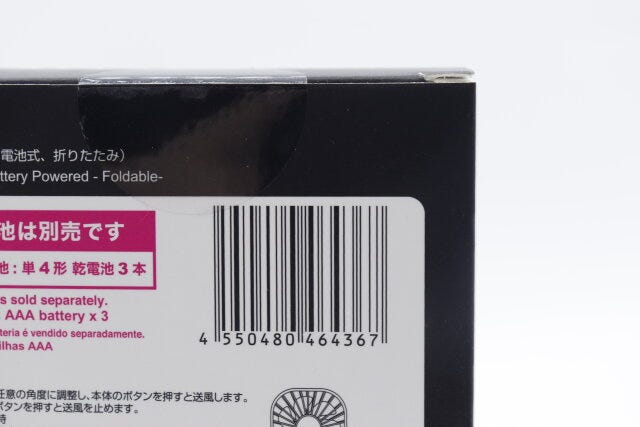 電池式、折りたたみ）
ttery Powered - Foldable-
池は別売です
池 : 単４形 乾電池３本
s sold separately.
AAA battery x 3
teria é vendido separadamente.
ilhas AAA
4 550480 464367
任意の角度に調整し、本体のボタンを押すと送風します。
ボタンを押すと送風を止めます。
時